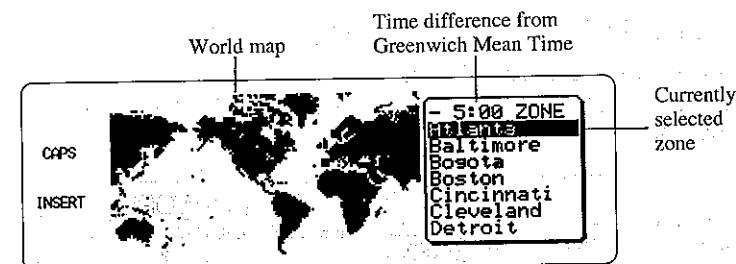 Time difference from
Greenwich Mean Time
World map
Currently
selected
zone
CAPS
INSERT
- 5:00 ZONE
Atlanta
Baltimore
Bogota
Boston
Cincinnati
Cleveland
Detroit